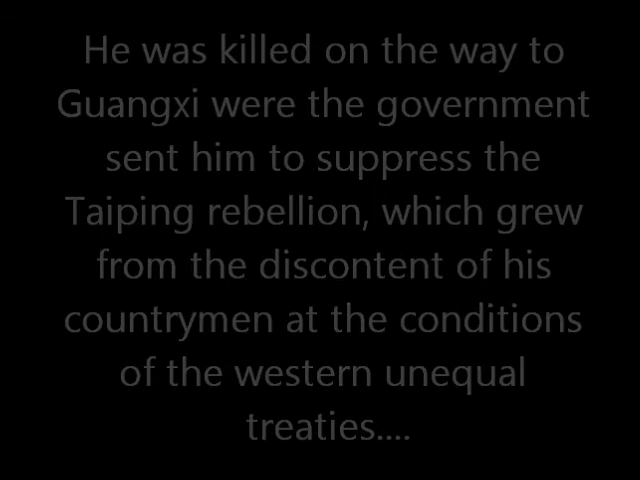 He was killed on the way to
Guangxi were the government
sent him to suppress the
Taiping rebellion, which grew
from the discontent of his
countrymen at the conditions
of the western unequal
treaties....